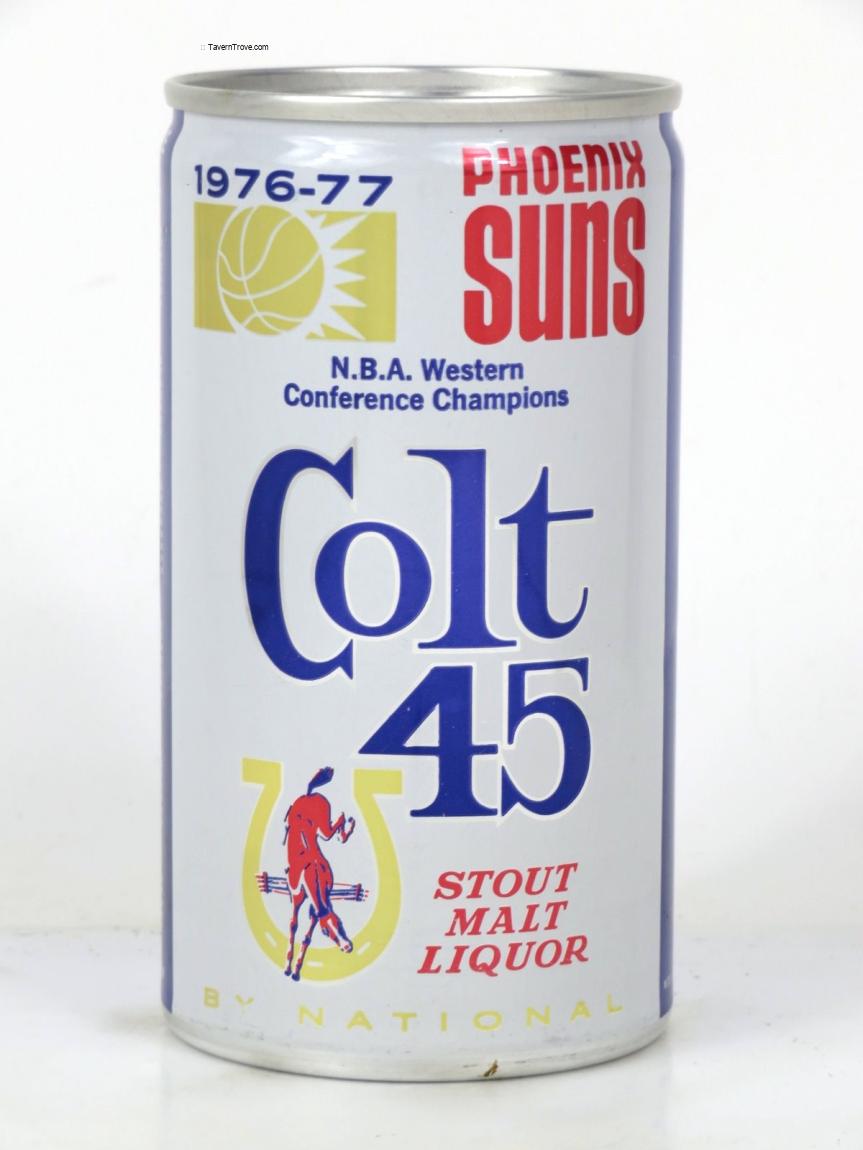 :: TavernTrove.com
1976-77
PHOENIX
SUNS
N.B.A. Western
Conference Champions
Colt
45
STOUT
MALT
LIQUOR
BY NATIONAL